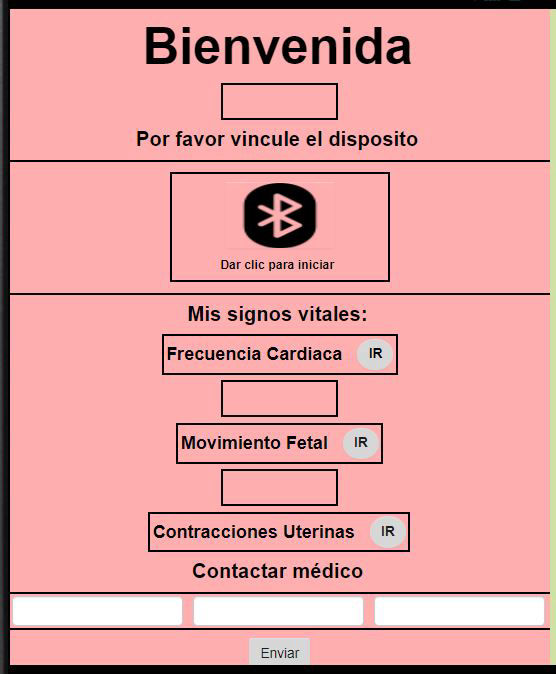 Bienvenida
Por favor vincule el disposito
Dar clic para iniciar
Mis signos vitales:
Frecuencia Cardiaca IR
Movimiento Fetal IR
Contracciones Uterinas IR
Contactar médico
Enviar